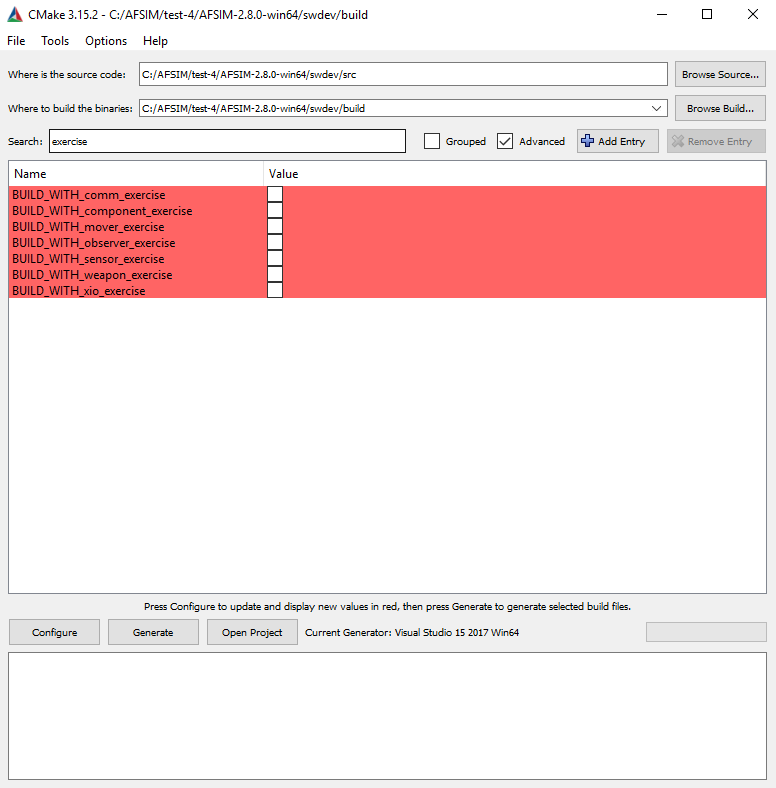 CMake 3.15.2 - C:/AFSIM/test-4/AFSIM-2.8.0-win64/swdev/build
File Tools Options Help
Where is the source code: C:/AFSIM/test-4/AFSIM-2.8.0-win64/swdev/src Browse Source...
Where to build the binaries: C:/AFSIM/test-4/AFSIM-2.8.0-win64/swdev/build Browse Build...
Search: exercise Grouped Advanced Add Entry Remove Entry
Name Value
BUILD_WITH_comm_exercise
BUILD_WITH_component_exercise
BUILD_WITH_mover_exercise
BUILD_WITH_observer_exercise
BUILD_WITH_sensor_exercise
BUILD_WITH_weapon_exercise
BUILD_WITH_xio_exercise
Press Configure to update and display new values in red, then press Generate to generate selected build files.
Configure Generate Open Project Current Generator: Visual Studio 15 2017 Win64